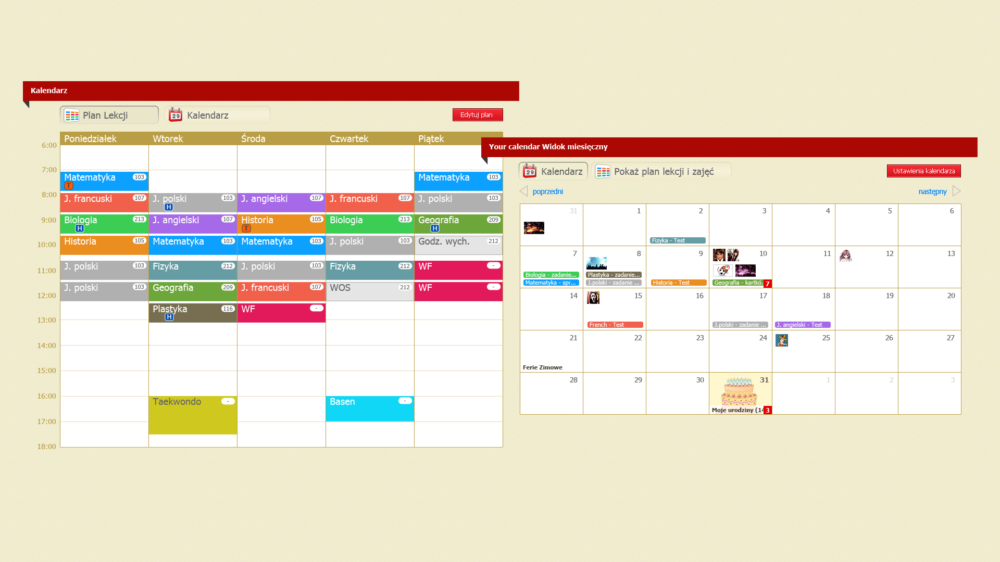 Kalendarz
Plan Lekcji
29
Kalendarz
Edytuj plan
Poniedziałek Wtorek Środa Czwartek Piątek
6:00
7:00
Matematyka 103 Matematyka 103
T
8:00
J. francuski 107 J. polski 103 J. angielski 107 J. francuski 107 J. polski 103
H
9:00
Biologia 213 J. angielski 107 Historia 105 Biologia 213 Geografia 209
H T H
10:00
Historia 105 Matematyka 103 Matematyka 103 J. polski 103 Godz. wych. 212
11:00
J. polski 103 Fizyka 212 J. polski 103 Fizyka 212 WF -
12:00
J. polski 103 Geografia 209 J. francuski 107 WOS 212 WF -
13:00
Plastyka 116 WF -
H
14:00
15:00
16:00
Taekwondo - Basen -
17:00
18:00
Your calendar Widok miesięczny
29
Kalendarz
Pokaż plan lekcji i zajęć
Ustawienia kalendarza
poprzedni
następny
31 1 2 3 4 5 6
Fizyka - Test
7 8 9 10 11 12 13
Biologia - zadanie... Plastyka - zadanie...
Matematyka - spr... J.polski - zadanie ... Historia - Test Geografia - kartkó. 7
14 15 16 17 18 19 20
French - Test J.polski - zadanie ... J. angielski - Test
21 22 23 24 25 26 27
Ferie Zimowe
28 29 30 31 1 2 3
Moje urodziny (14 3